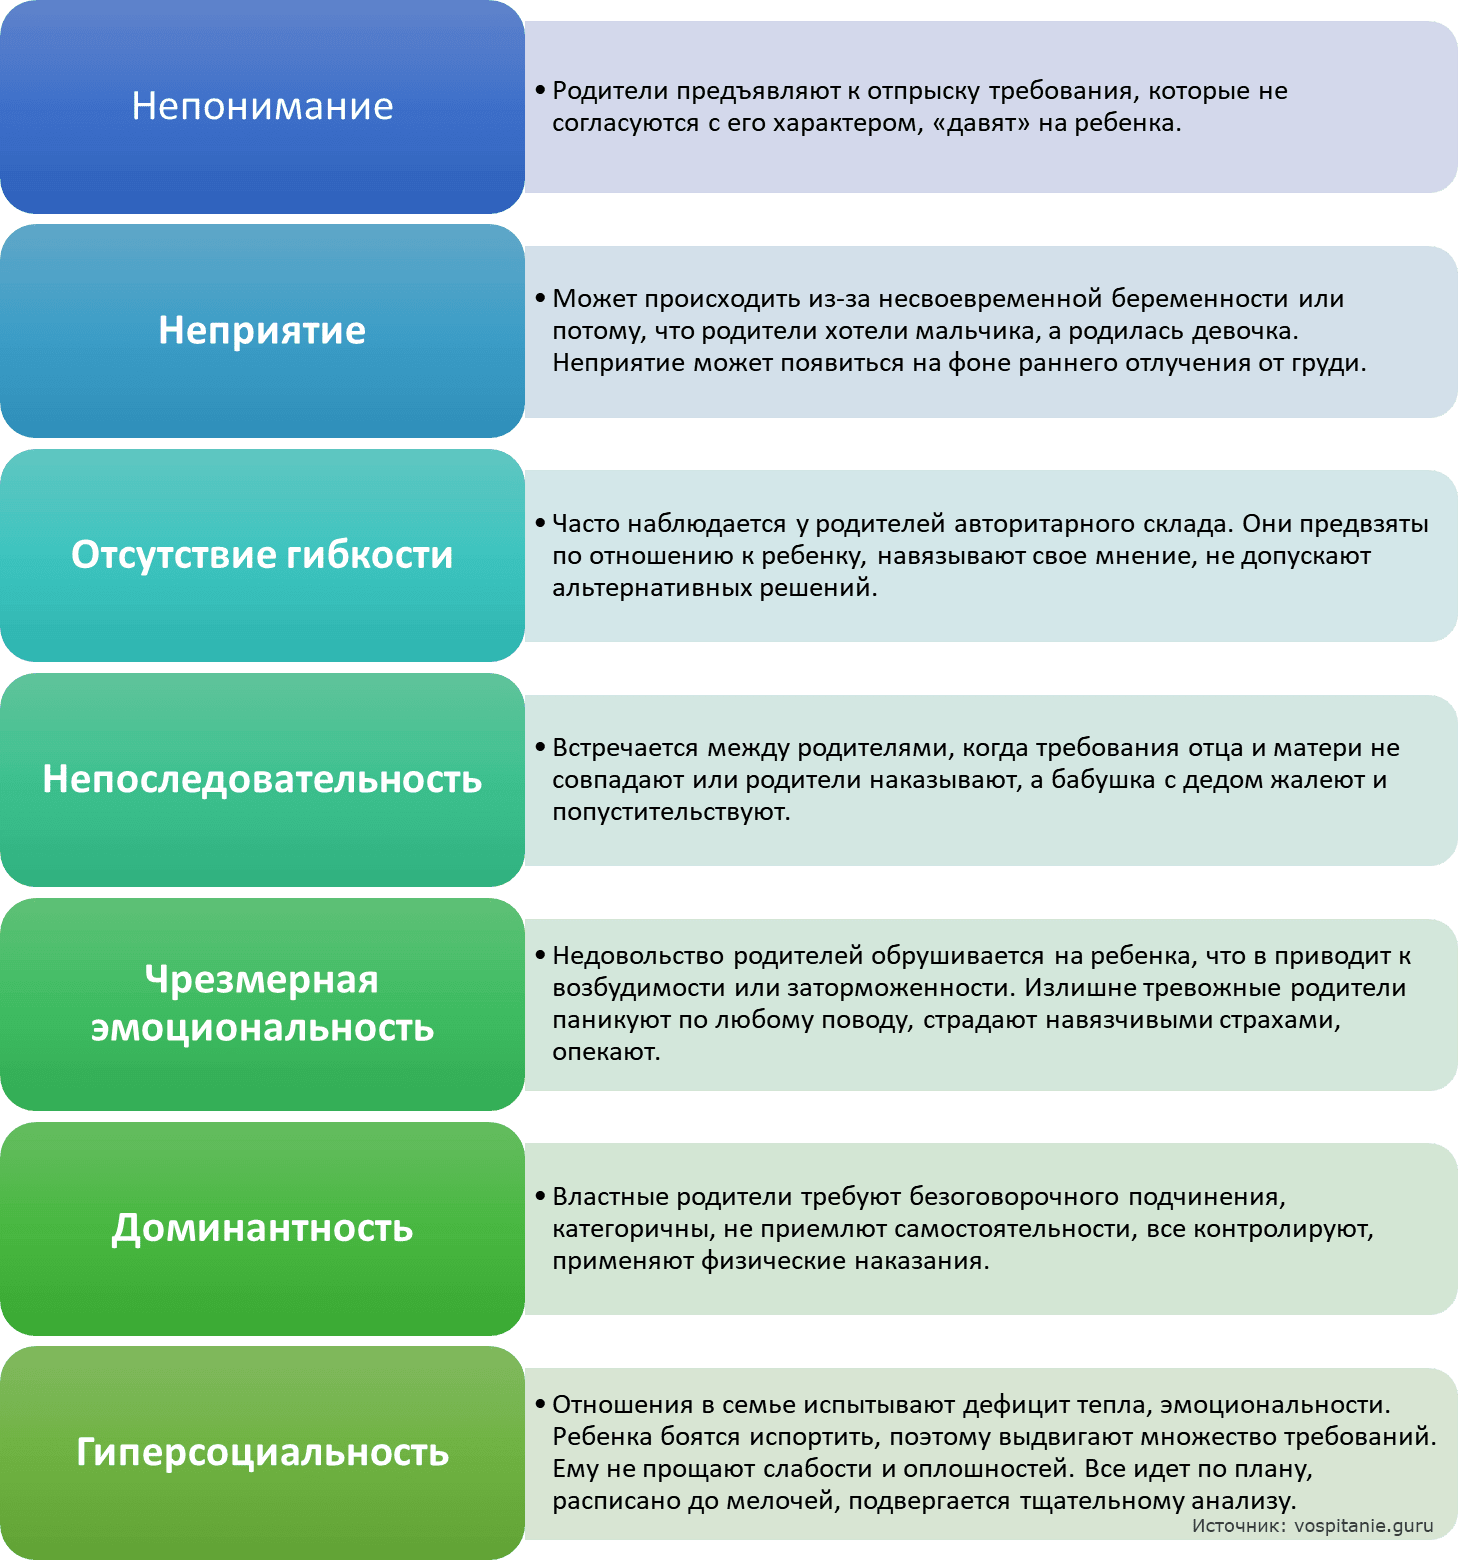 Непонимание
• Родители предъявляют к отпрыску требования, которые не
согласуются с его характером, «давят» на ребенка.
Неприятие
• Может происходить из-за несвоевременной беременности или
потому, что родители хотели мальчика, а родилась девочка.
Неприятие может появиться на фоне раннего отлучения от груди.
Отсутствие гибкости
• Часто наблюдается у родителей авторитарного склада. Они предвзяты
по отношению к ребенку, навязывают свое мнение, не допускают
альтернативных решений.
Непоследовательность
• Встречается между родителями, когда требования отца и матери не
совпадают или родители наказывают, а бабушка с дедом жалеют и
попустительствуют.
Чрезмерная
эмоциональность
• Недовольство родителей обрушивается на ребенка, что в приводит к
возбудимости или заторможенности. Излишне тревожные родители
паникуют по любому поводу, страдают навязчивыми страхами,
опекают.
Доминантность
• Властные родители требуют безоговорочного подчинения,
категоричны, не приемлют самостоятельности, все контролируют,
применяют физические наказания.
Гиперсоциальность
• Отношения в семье испытывают дефицит тепла, эмоциональности.
Ребенка боятся испортить, поэтому выдвигают множество требований.
Ему не прощают слабости и оплошностей. Все идет по плану,
расписано до мелочей, подвергается тщательному анализу.
Источник: vospitanie.guru